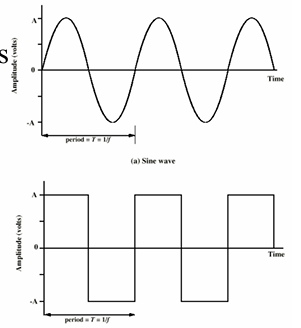 s
Amplitude (volts)
A
0
-A
Time
period = T = 1/f
(a) Sine wave
Amplitude (volts)
A
0
-A
Time
period = T = 1/f